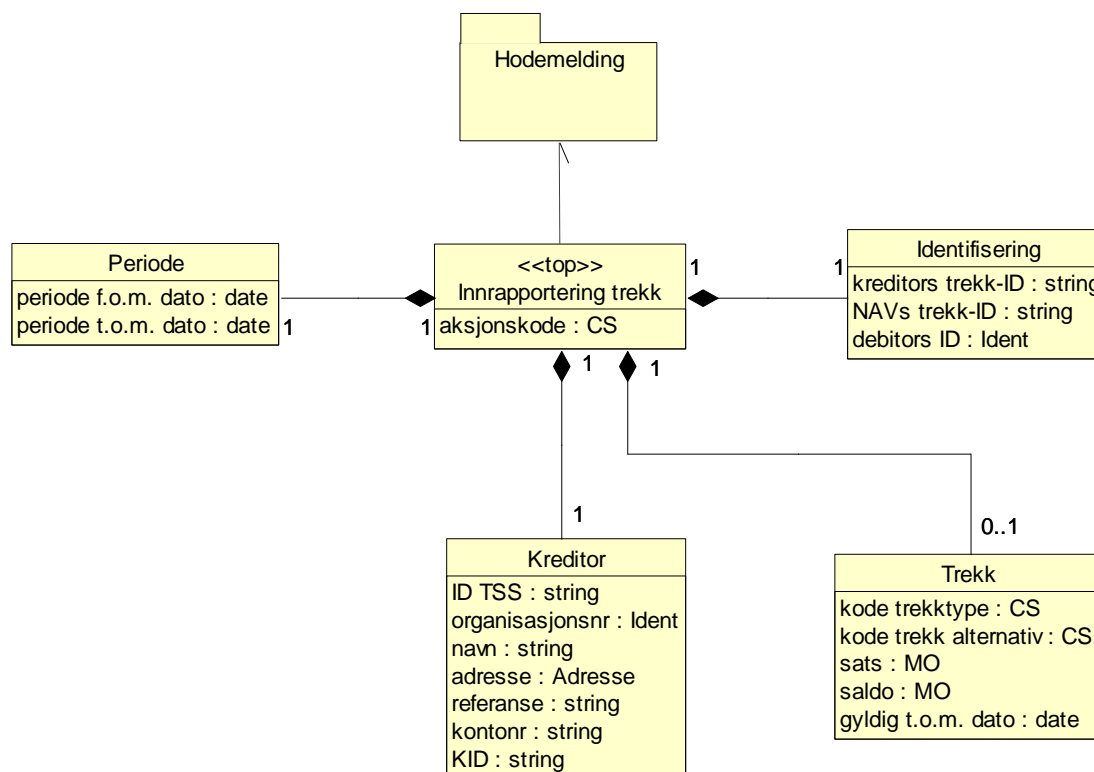 Hodemelding
Periode
periode f.o.m. dato : date
periode t.o.m. dato : date
1
<<top>>
Innrapportering trekk
aksjonskode : CS
1
1
1
Identifisering
kreditors trekk-ID : string
NAVs trekk-ID : string
debitors ID : Ident
1
1
1
0..1
Kreditor
ID TSS : string
organisasjonsnr : Ident
navn : string
adresse : Adresse
referanse : string
kontonr : string
KID : string
Trekk
kode trekktype : CS
kode trekk alternativ : CS
sats : MO
saldo : MO
gyldig t.o.m. dato : date